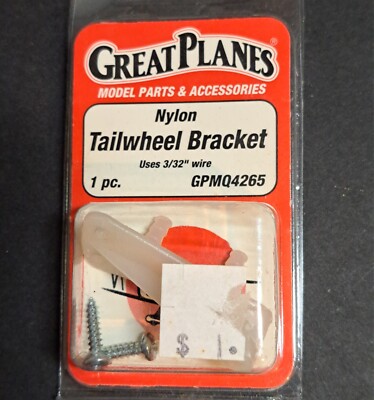 GREAT PLANES®
MODEL PARTS & ACCESSORIES
Nylon
Tailwheel Bracket
Uses 3/32" wire
1 pc. GPMQ4265
$